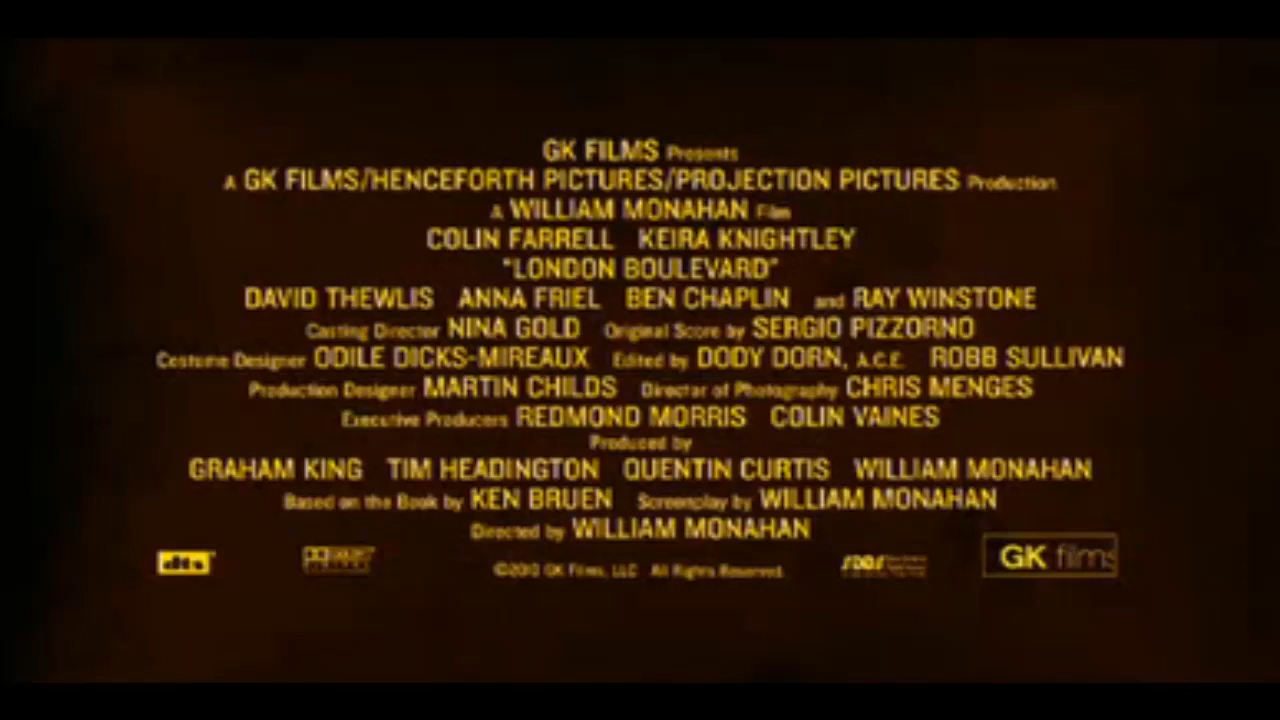 GK FILMS Presents
A GK FILMS/HENCEFORTH PICTURES/PROJECTION PICTURES Production
A WILLIAM MONAHAN Film
COLIN FARRELL KEIRA KNIGHTLEY
"LONDON BOULEVARD"
DAVID THEWLIS ANNA FRIEL BEN CHAPLIN and RAY WINSTONE
Casting Director NINA GOLD Original Score by SERGIO PIZZORNO
Costume Designer ODILE DICKS-MIREAUX Edited by DODY DORN, A.C.E. ROBB SULLIVAN
Production Designer MARTIN CHILDS Director of Photography CHRIS MENGES
Executive Producers REDMOND MORRIS COLIN VAINES
Produced by
GRAHAM KING TIM HEADINGTON QUENTIN CURTIS WILLIAM MONAHAN
Based on the Book by KEN BRUEN Screenplay by WILLIAM MONAHAN
Directed by WILLIAM MONAHAN
dts DOLBY ©2010 GK Films, LLC All Rights Reserved. SDDS GK films